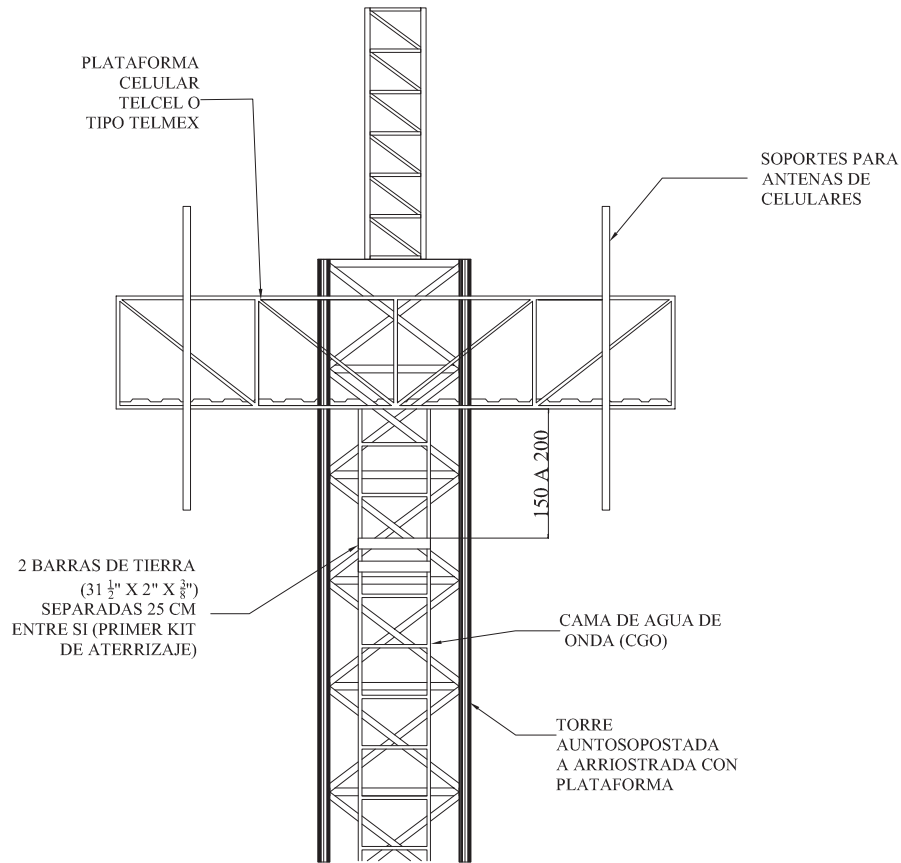 PLATAFORMA
CELULAR
TELCEL O
TIPO TELMEX
SOPORTES PARA
ANTENAS DE
CELULARES
150 A 200
2 BARRAS DE TIERRA
(31 1/2" X 2" X 3/8")
SEPARADAS 25 CM
ENTRE SI (PRIMER KIT
DE ATERRIZAJE)
CAMA DE AGUA DE
ONDA (CGO)
TORRE
AUNTOSOPOSTADA
A ARRIOSTRADA CON
PLATAFORMA